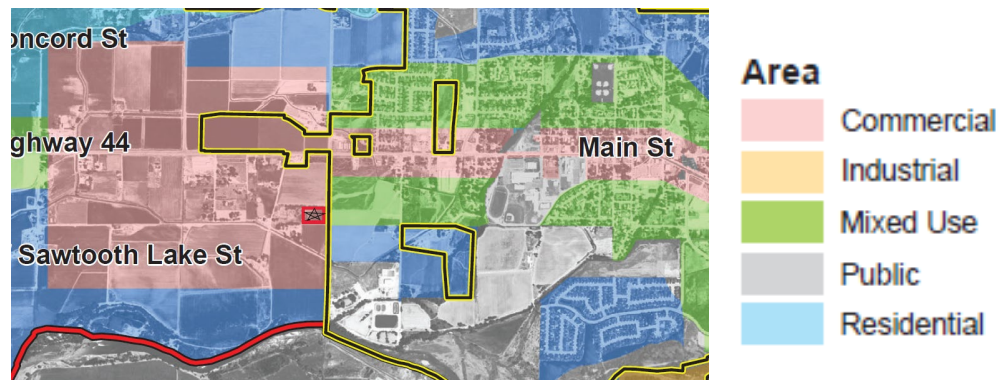 oncord St
ghway 44
Main St
Sawtooth Lake St
Area
Commercial
Industrial
Mixed Use
Public
Residential